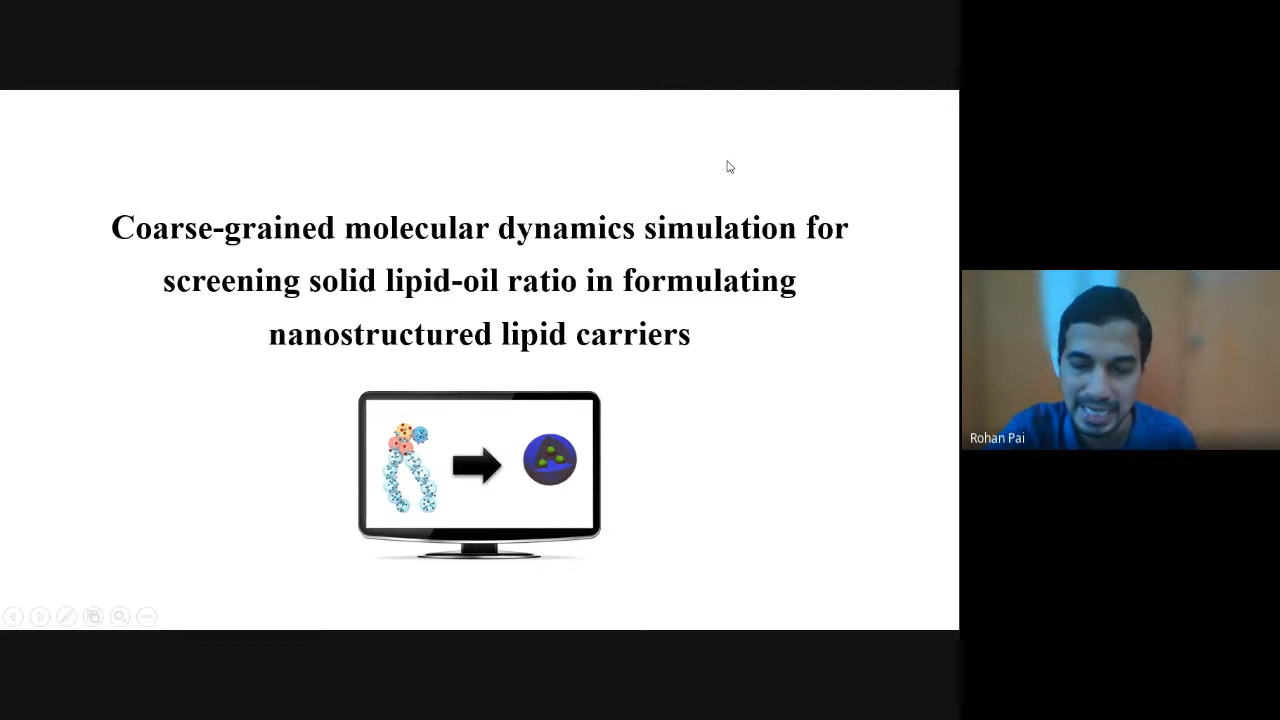 Coarse-grained molecular dynamics simulation for
screening solid lipid-oil ratio in formulating
nanostructured lipid carriers
Rohan Pai